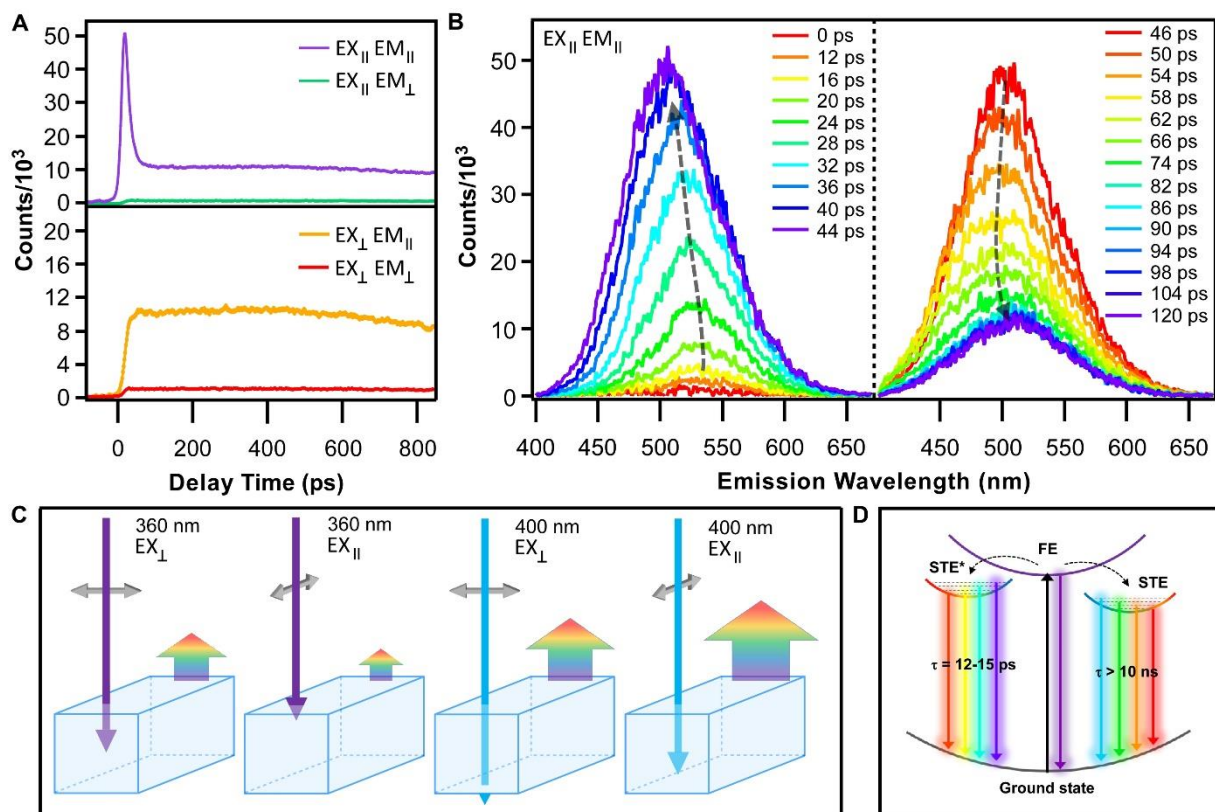 A
50
40
30
20
10
0
EX∥ EM∥
EX∥ EM⊥
20
16
12
8
4
0
EX⊥ EM∥
EX⊥ EM⊥
Counts/10³
0 200 400 600 800
Delay Time (ps)
B
EX∥ EM∥
50
40
30
20
10
0
Counts/10³
0 ps
12 ps
16 ps
20 ps
24 ps
28 ps
32 ps
36 ps
40 ps
44 ps
46 ps
50 ps
54 ps
58 ps
62 ps
66 ps
74 ps
82 ps
86 ps
90 ps
94 ps
98 ps
104 ps
120 ps
400 450 500 550 600 650 450 500 550 600 650
Emission Wavelength (nm)
C
360 nm
EX⊥
360 nm
EX∥
400 nm
EX⊥
400 nm
EX∥
D
FE
STE*
STE
τ = 12-15 ps
τ > 10 ns
Ground state